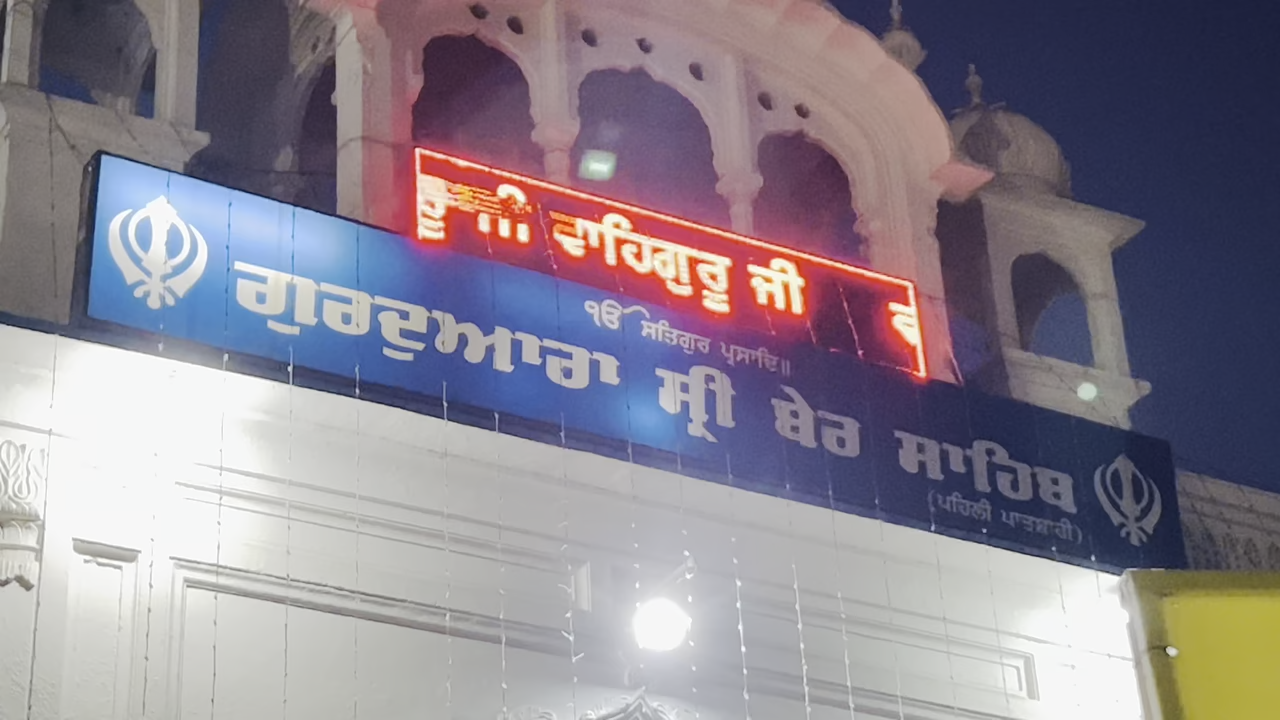 ਜੀ ਵਾਹਿਗੁਰੂ ਜੀ
ੴ ਸਤਿਗੁਰ ਪ੍ਰਸਾਦਿ॥
ਗੁਰਦੁਆਰਾ ਸ੍ਰੀ ਬੇਰ ਸਾਹਿਬ
(ਪਹਿਲੀ ਪਾਤਸ਼ਾਹੀ)